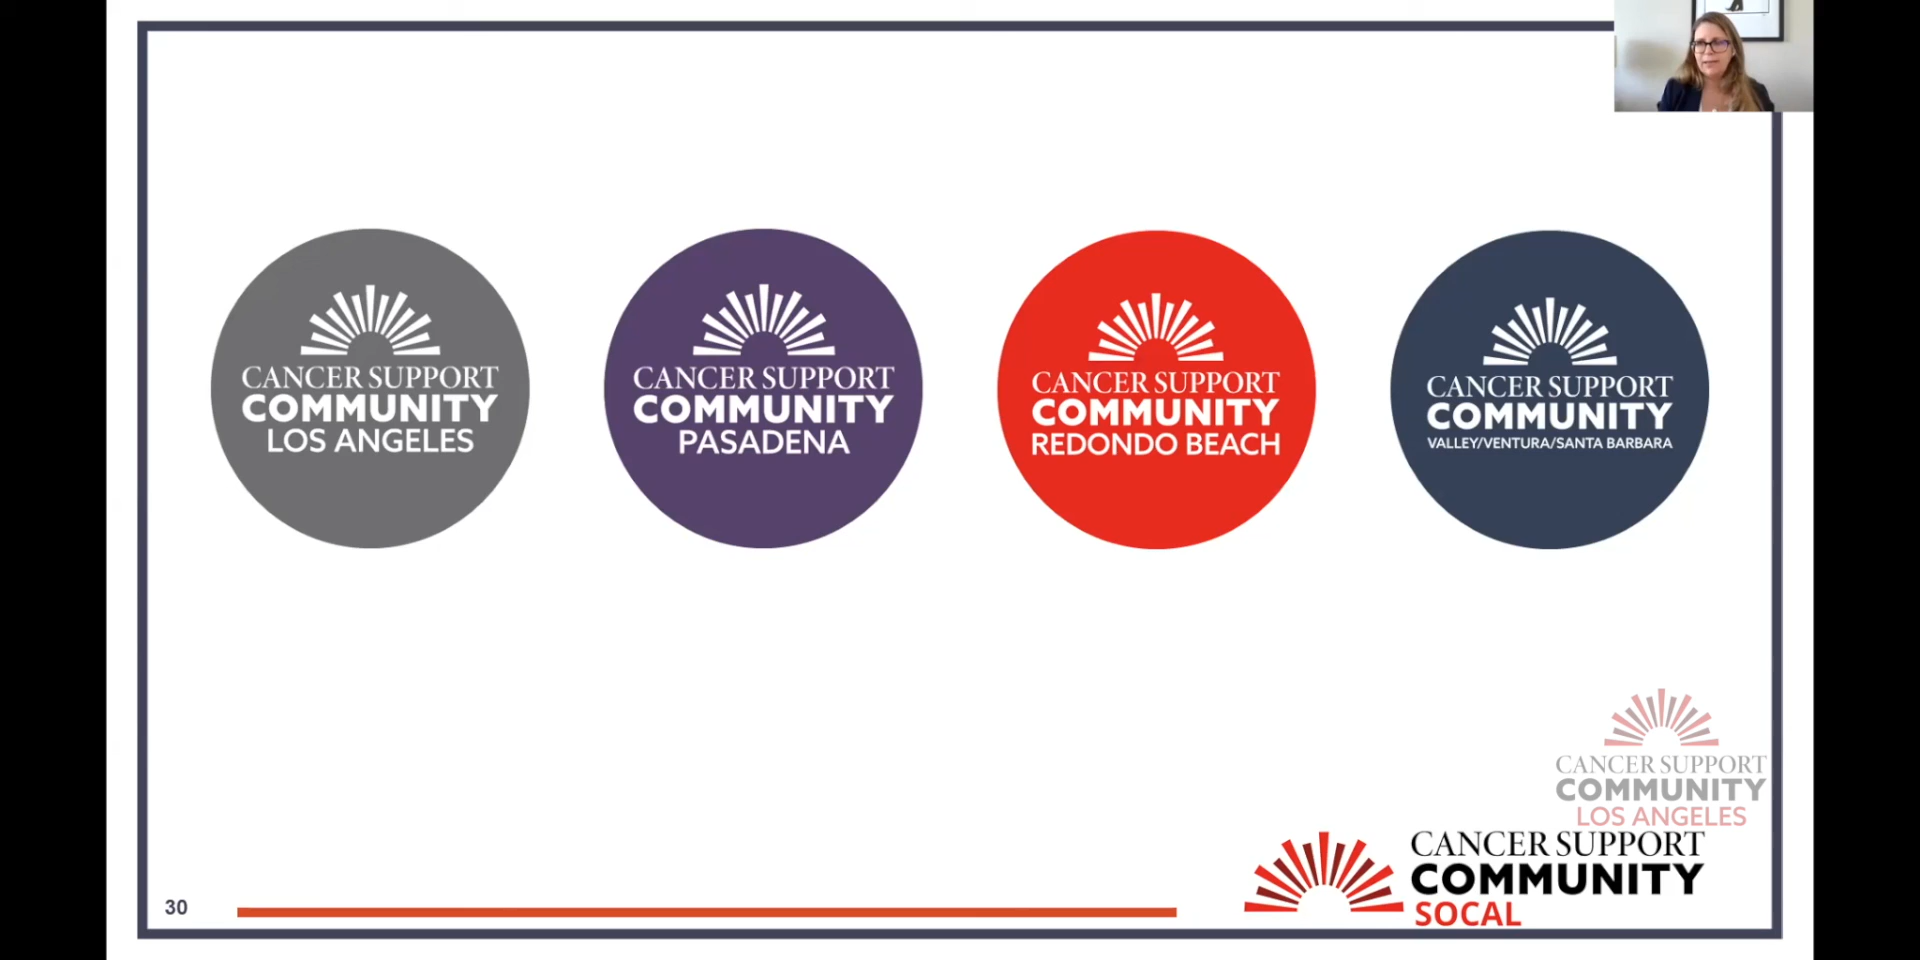 CANCER SUPPORT
COMMUNITY
LOS ANGELES
CANCER SUPPORT
COMMUNITY
PASADENA
CANCER SUPPORT
COMMUNITY
REDONDO BEACH
CANCER SUPPORT
COMMUNITY
VALLEY/VENTURA/SANTA BARBARA
CANCER SUPPORT
COMMUNITY
LOS ANGELES
CANCER SUPPORT
COMMUNITY
SOCAL
30